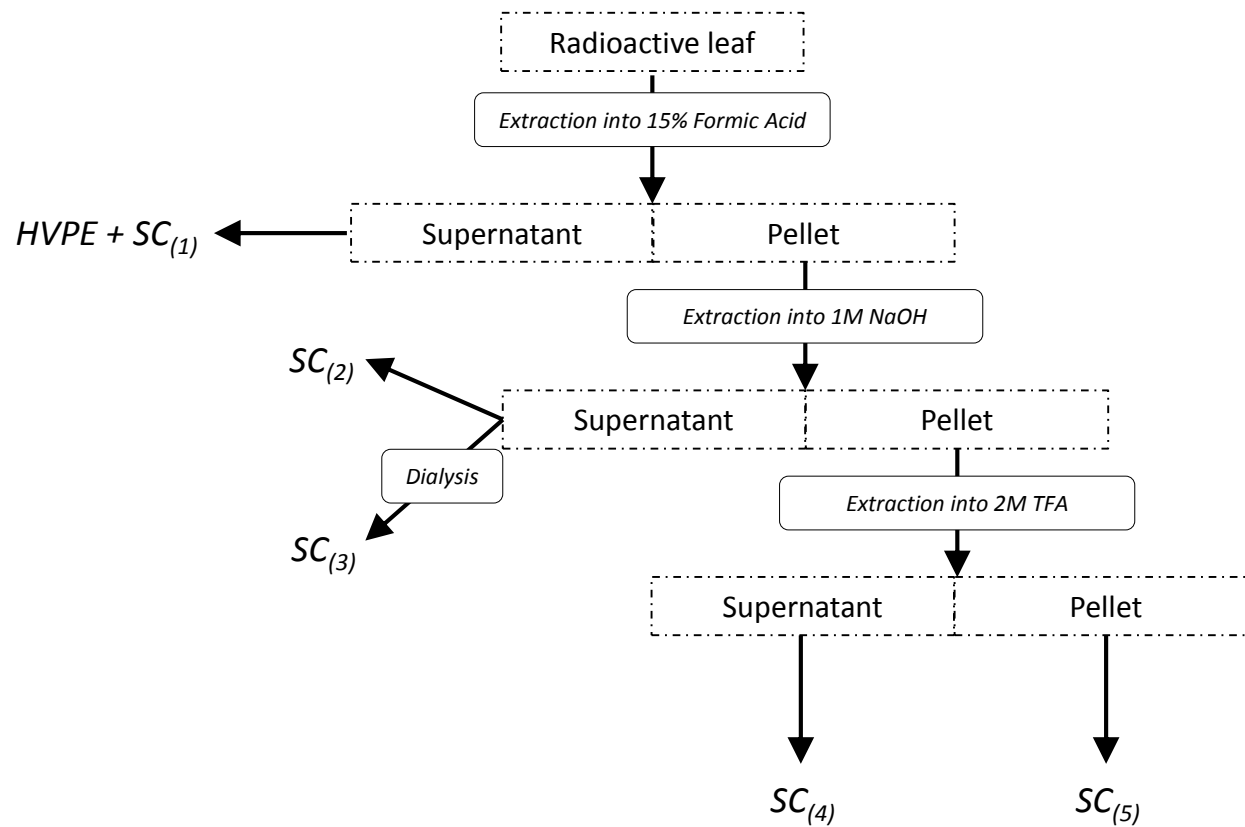 Radioactive leaf
Extraction into 15% Formic Acid
HVPE + SC(1)
Supernatant
Pellet
Extraction into 1M NaOH
SC(2)
Supernatant
Pellet
Dialysis
Extraction into 2M TFA
SC(3)
Supernatant
Pellet
SC(4)
SC(5)